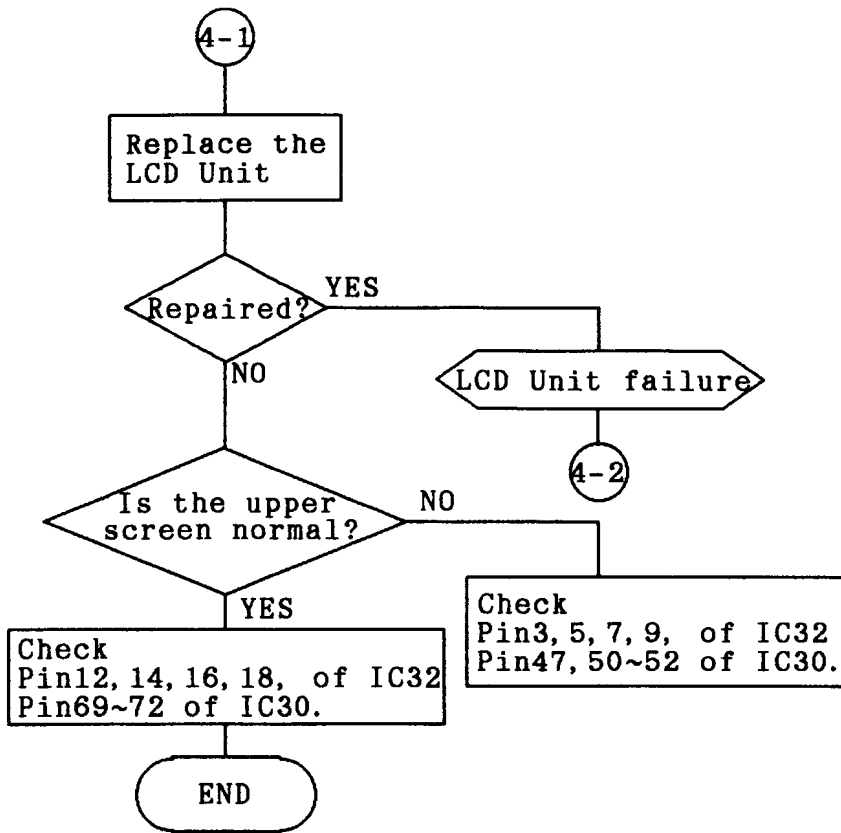 4-1
Replace the
LCD Unit
Repaired?
YES
NO
LCD Unit failure
4-2
Is the upper
screen normal?
NO
YES
Check
Pin3, 5, 7, 9, of IC32
Pin47, 50~52 of IC30.
Check
Pin12, 14, 16, 18, of IC32
Pin69~72 of IC30.
END